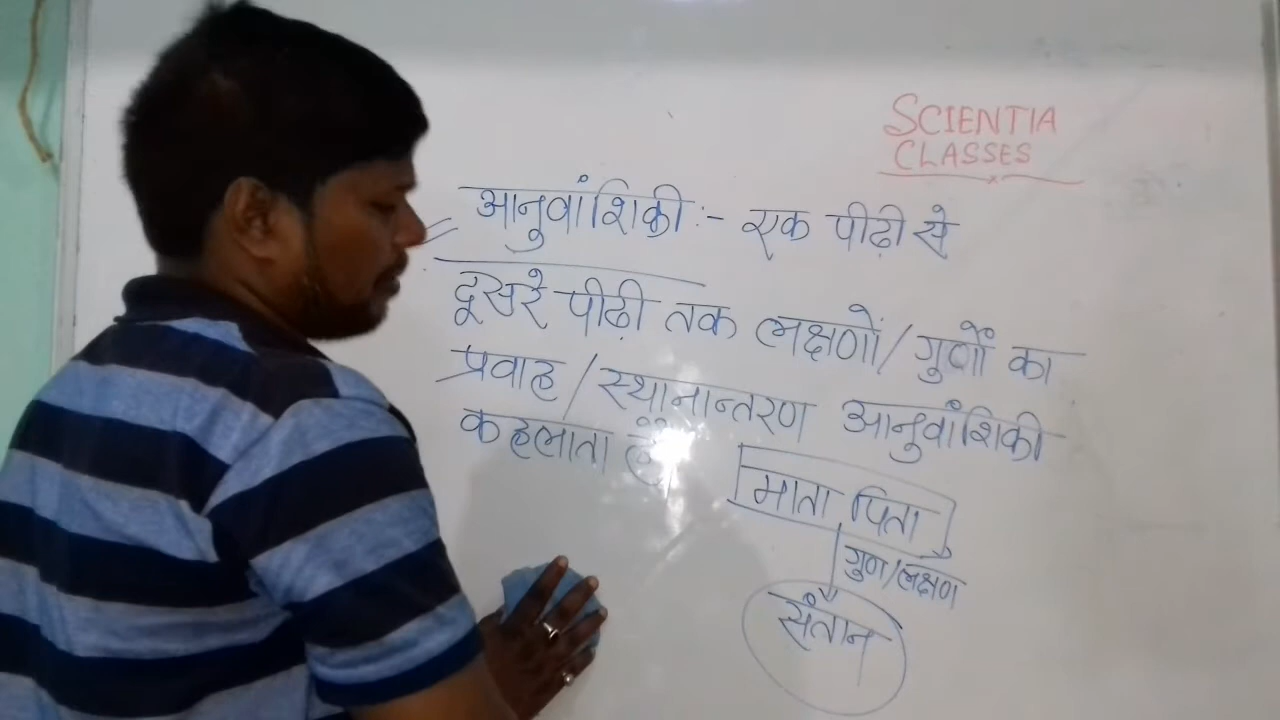 SCIENTIA
CLASSES
आनुवांशिकी :- एक पीढ़ी से
दूसरे पीढ़ी तक लक्षणों/गुणों का
प्रवाह/स्थानान्तरण आनुवांशिकी
कहलाता है
माता पिता
गुण/लक्षण
संतान